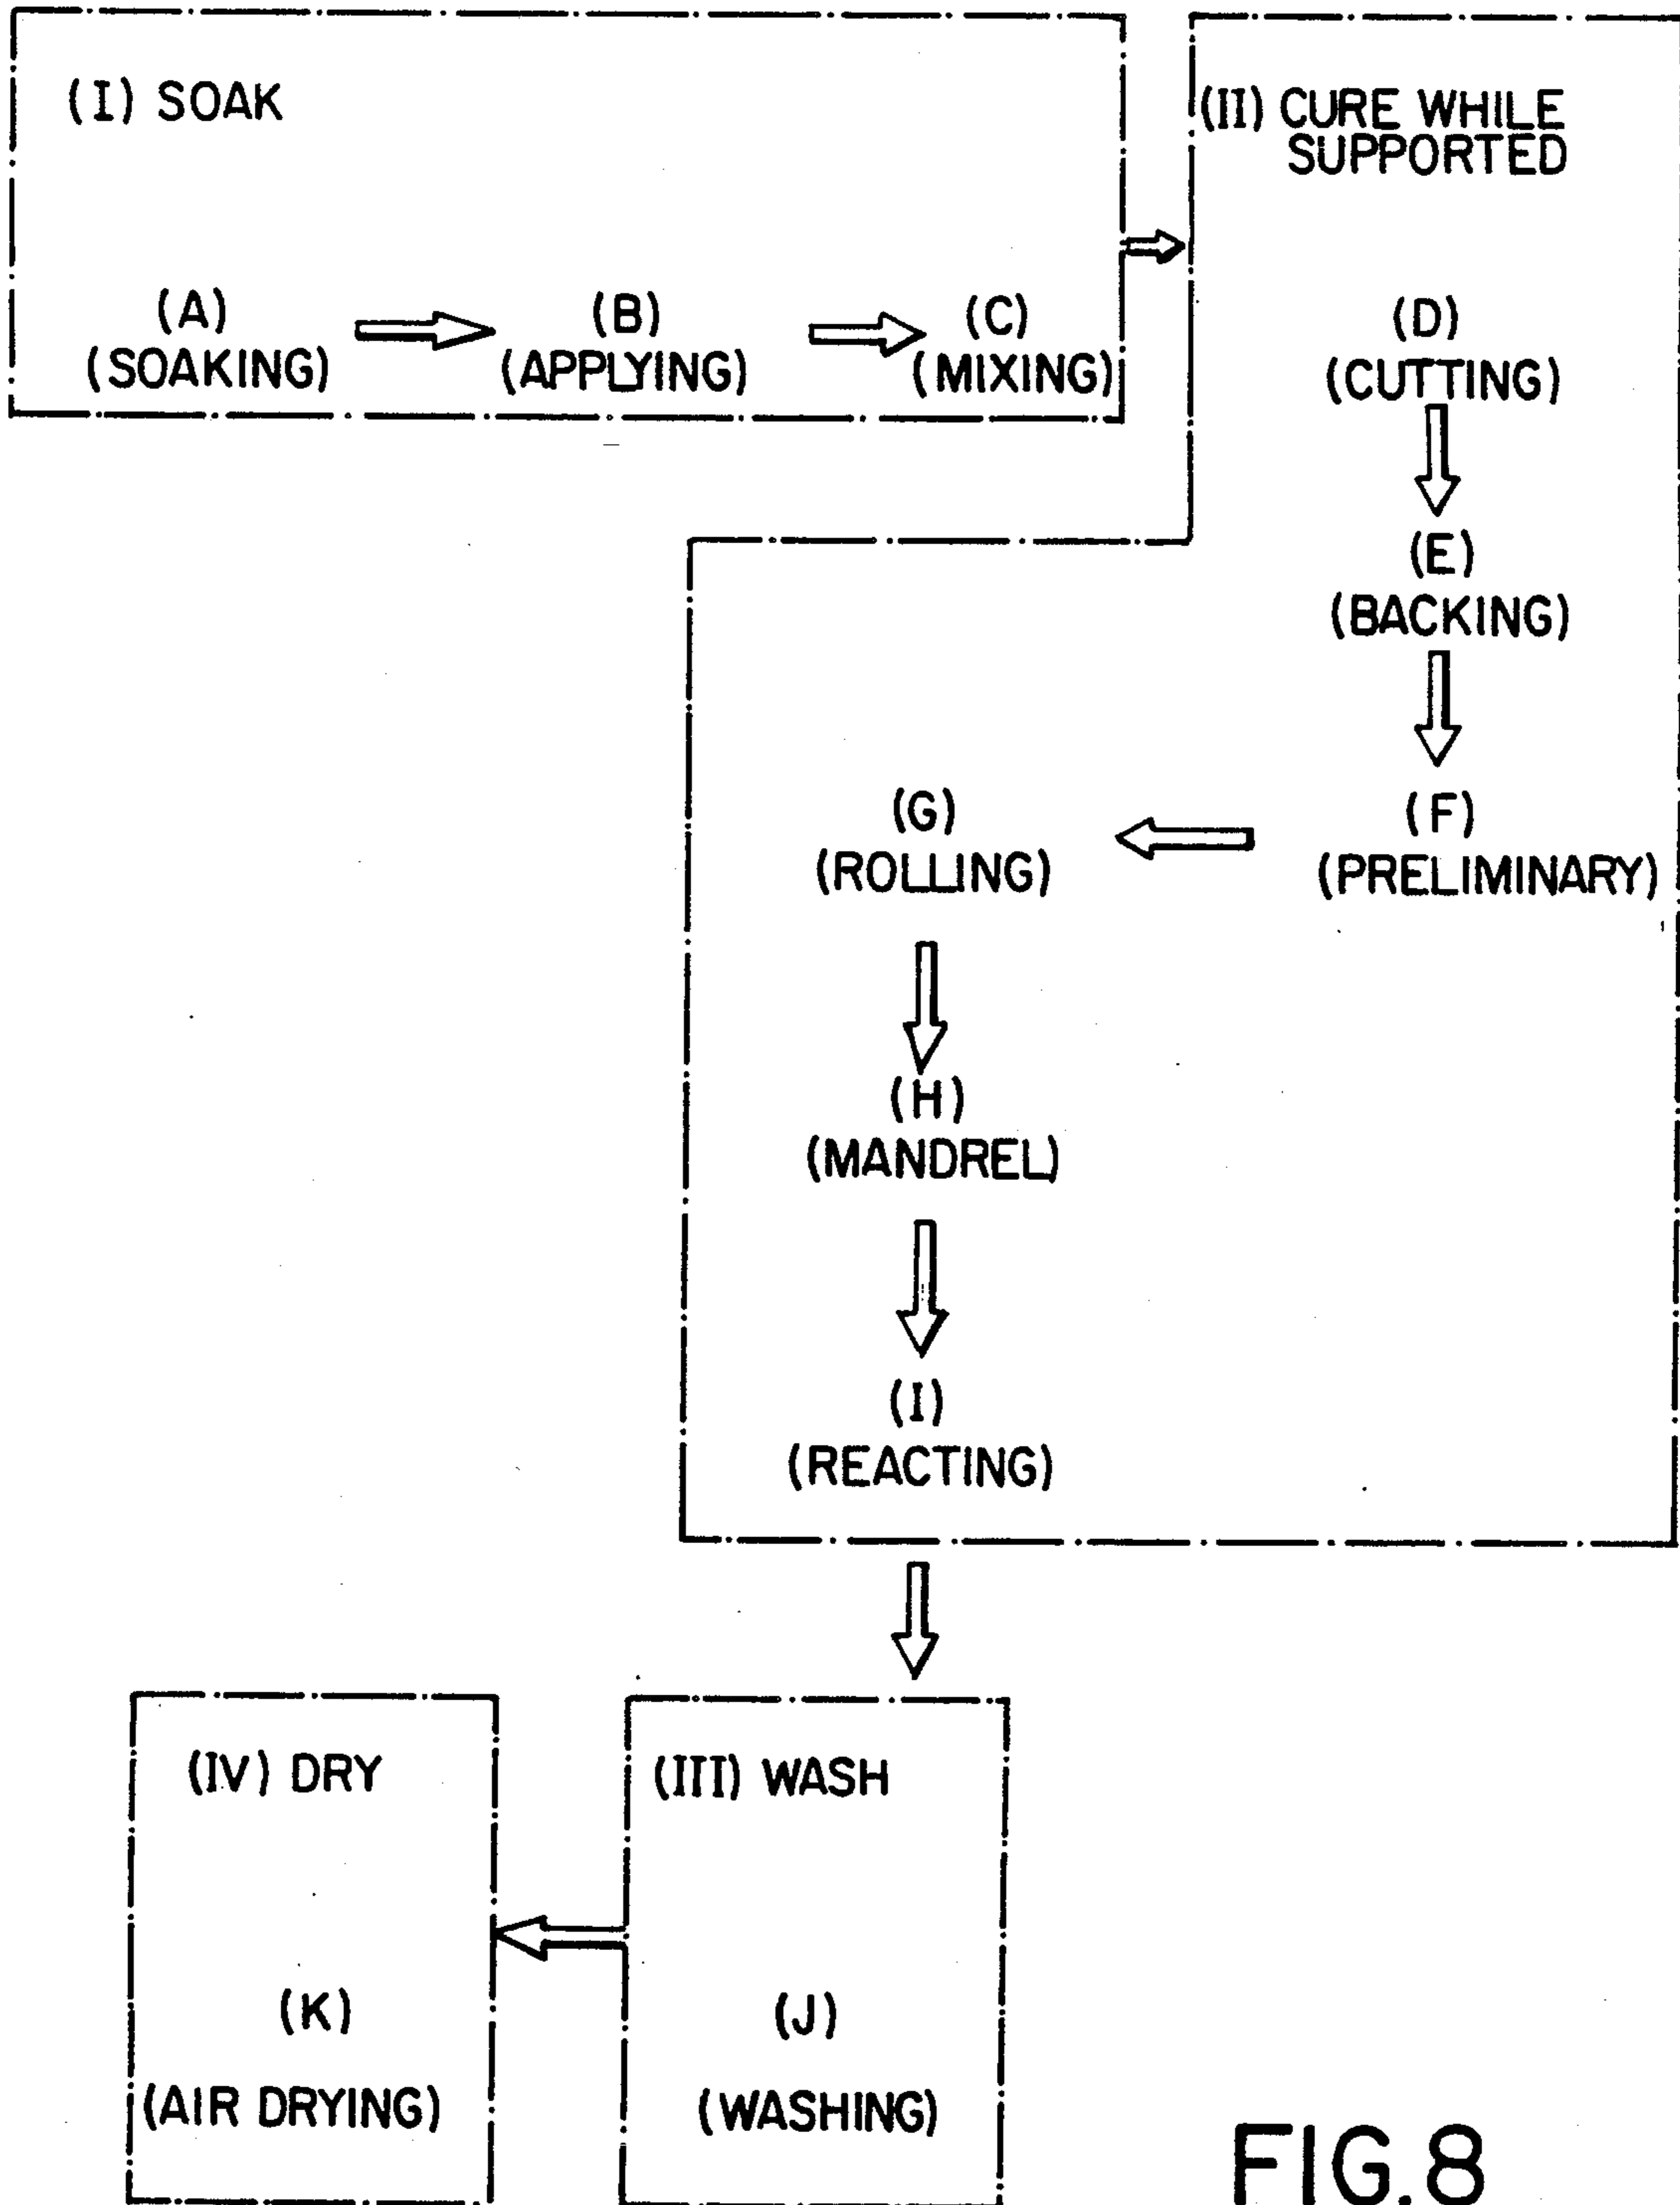 (I) SOAK
(A)
(SOAKING)
(B)
(APPLYING)
(C)
(MIXING)
(II) CURE WHILE
SUPPORTED
(D)
(CUTTING)
(E)
(BACKING)
(F)
(PRELIMINARY)
(G)
(ROLLING)
(H)
(MANDREL)
(I)
(REACTING)
(III) WASH
(J)
(WASHING)
(IV) DRY
(K)
(AIR DRYING)
FIG.8